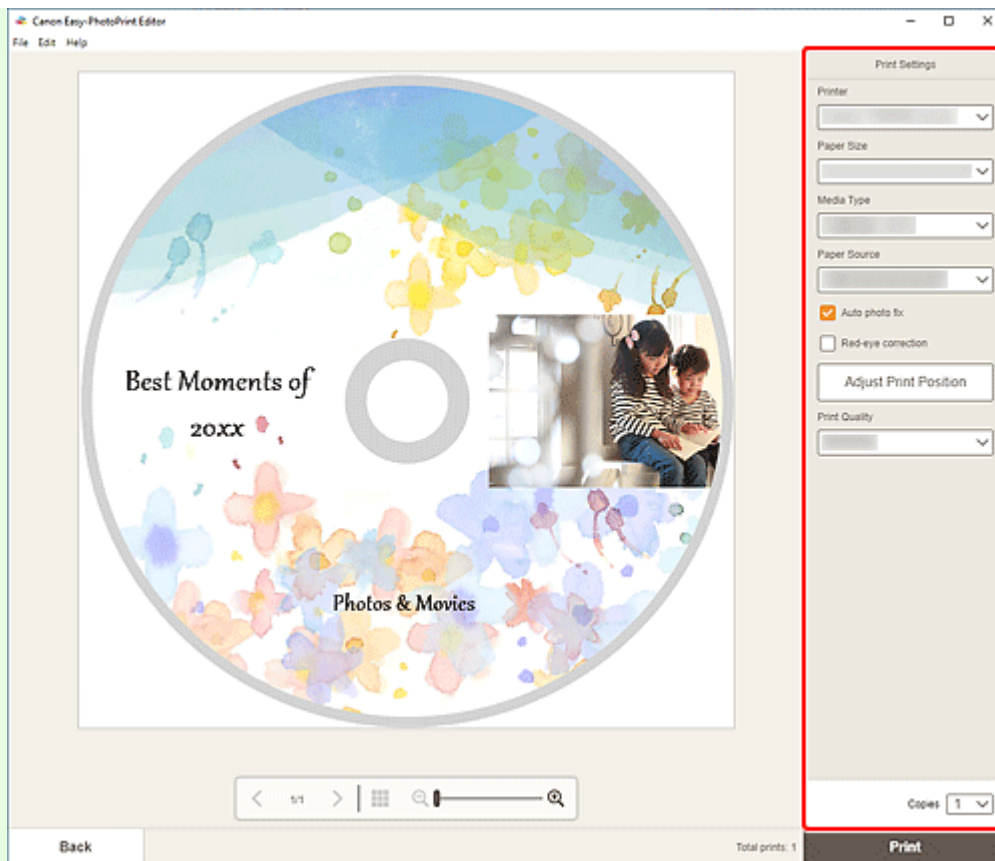 Canon Easy-PhotoPrint Editor
File Edit Help
Best Moments of
20xx
Photos & Movies
1/1
Back
Total prints: 1
Print Settings
Printer
Paper Size
Media Type
Paper Source
Auto photo fix
Red-eye correction
Adjust Print Position
Print Quality
Copies 1
Print